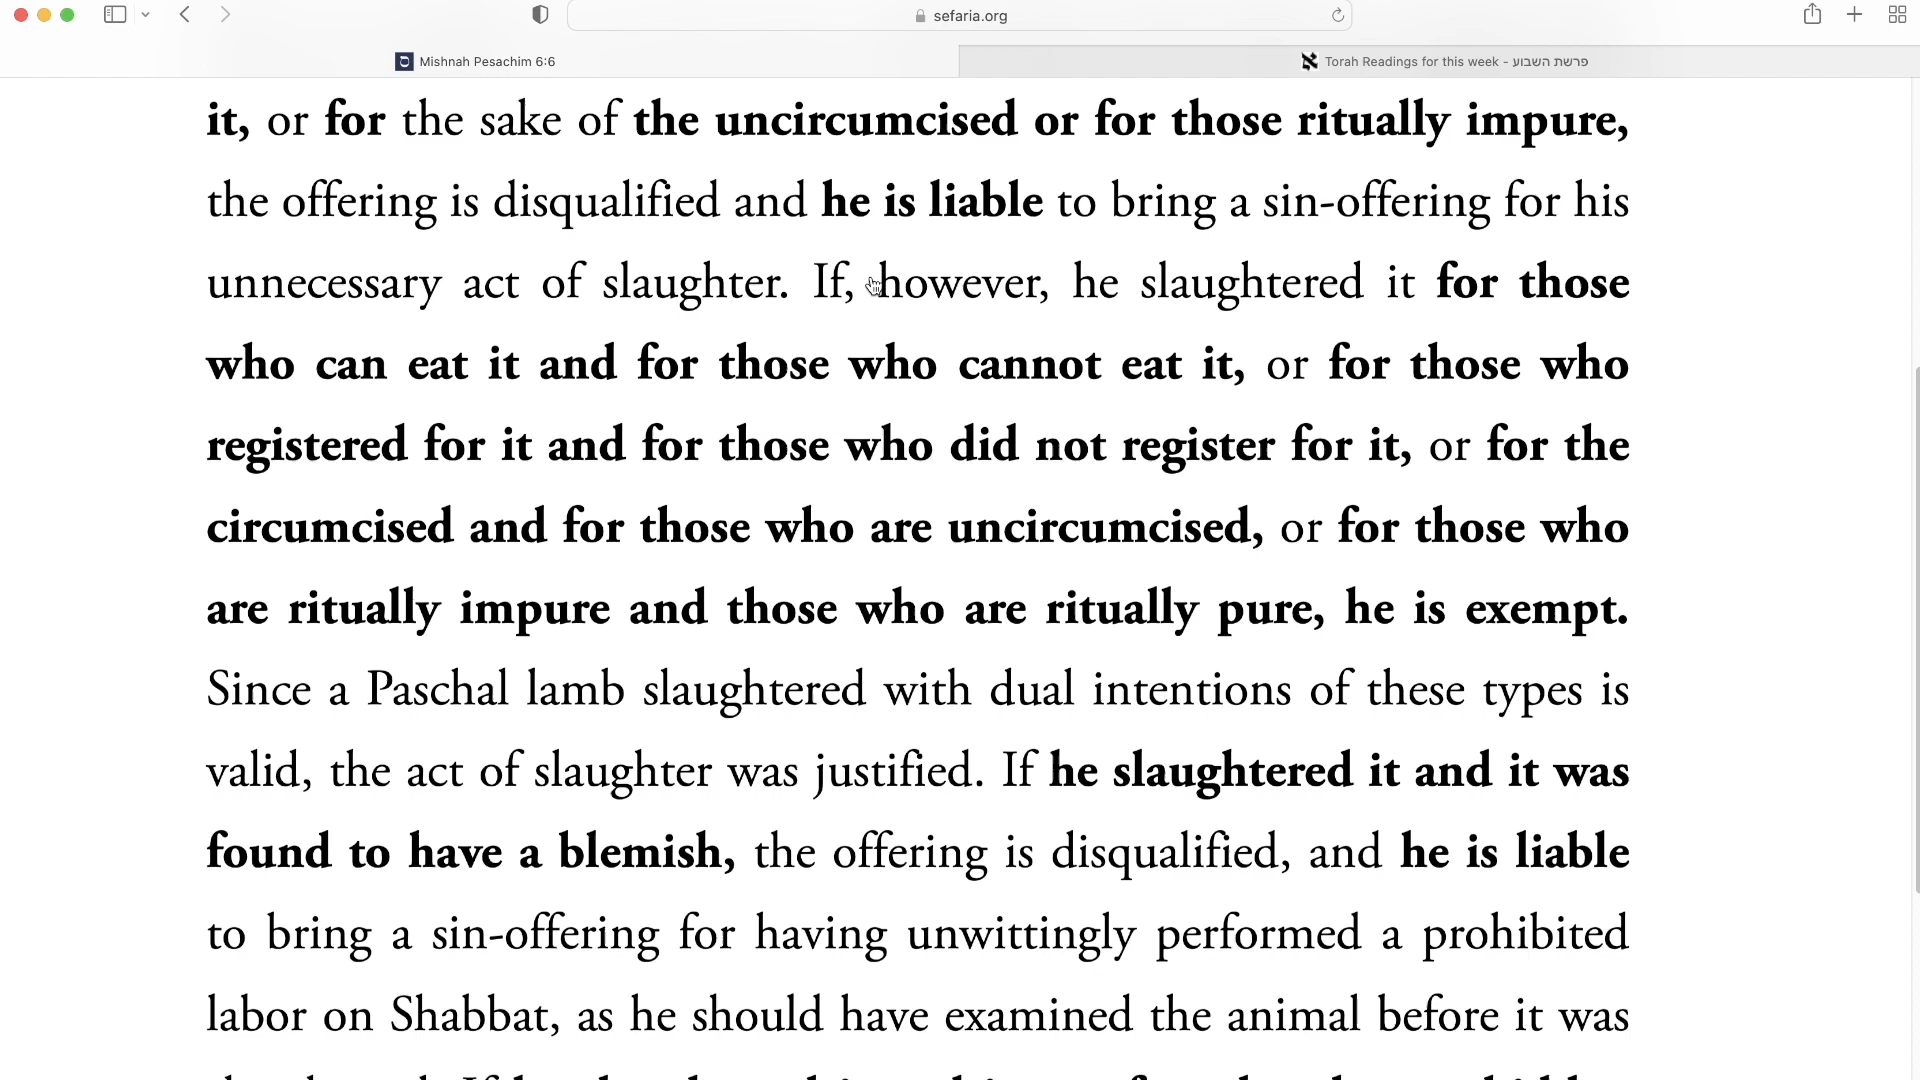 sefaria.org
Mishnah Pesachim 6:6
Torah Readings for this week - פרשת השבוע
it, or for the sake of the uncircumcised or for those ritually impure,
the offering is disqualified and he is liable to bring a sin-offering for his
unnecessary act of slaughter. If, however, he slaughtered it for those
who can eat it and for those who cannot eat it, or for those who
registered for it and for those who did not register for it, or for the
circumcised and for those who are uncircumcised, or for those who
are ritually impure and those who are ritually pure, he is exempt.
Since a Paschal lamb slaughtered with dual intentions of these types is
valid, the act of slaughter was justified. If he slaughtered it and it was
found to have a blemish, the offering is disqualified, and he is liable
to bring a sin-offering for having unwittingly performed a prohibited
labor on Shabbat, as he should have examined the animal before it was